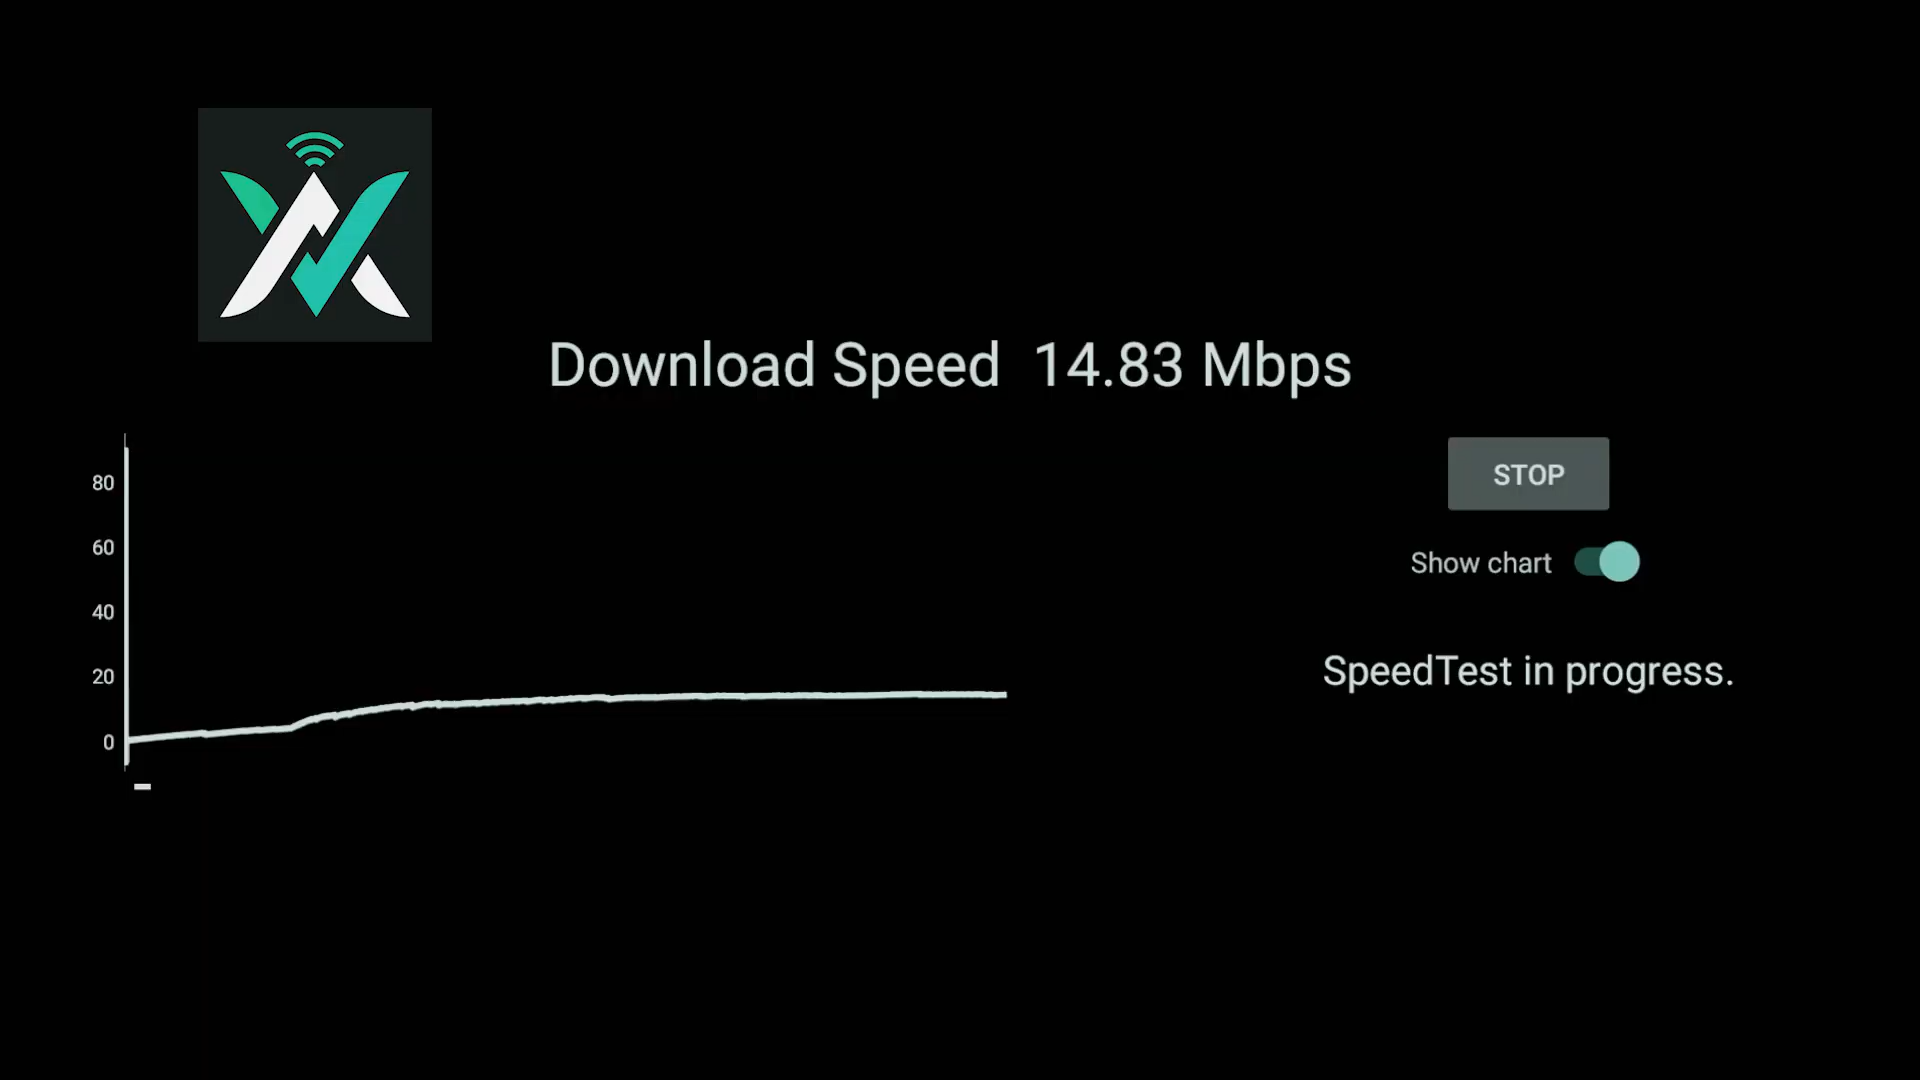 Download Speed 14.83 Mbps
80
60
40
20
0
STOP
Show chart
SpeedTest in progress.